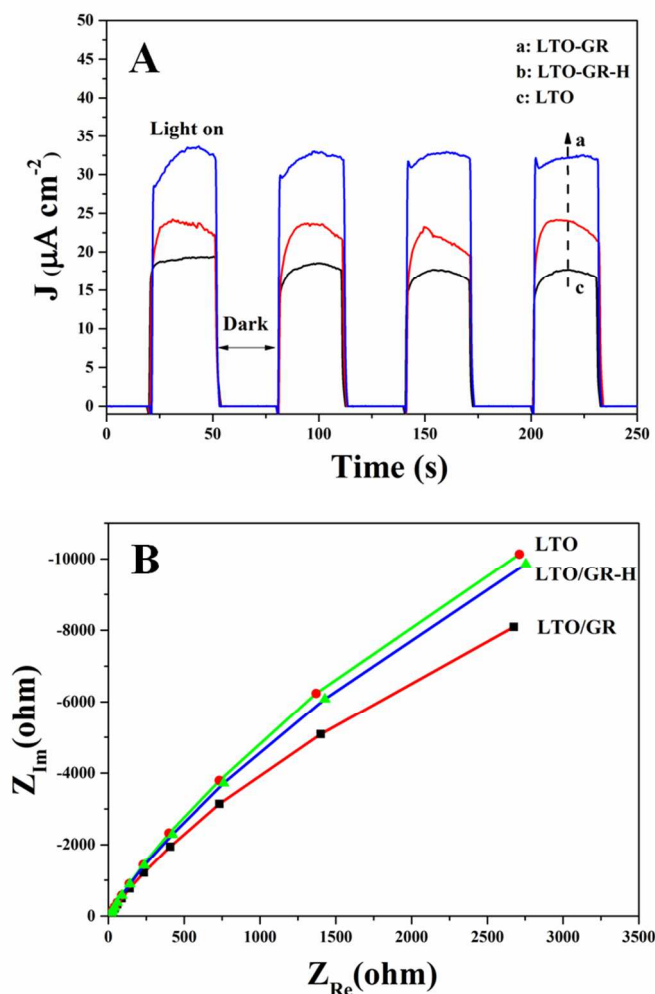 50
45
40
35
30
25
20
15
10
5
0
J (μA cm⁻²)
A
a: LTO-GR
b: LTO-GR-H
c: LTO
Light on
a
c
Dark
0 50 100 150 200 250
Time (s)
B
-10000
-8000
-6000
-4000
-2000
0
Z_Im(ohm)
LTO
LTO/GR-H
LTO/GR
0 500 1000 1500 2000 2500 3000 3500
Z_Re(ohm)